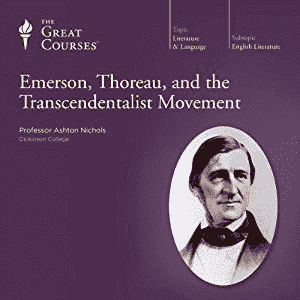 THE
GREAT
COURSES®
Topic
Literature
& Language
Subtopic
English Literature
Emerson, Thoreau, and the
Transcendentalist Movement
Professor Ashton Nichols
Dickinson College